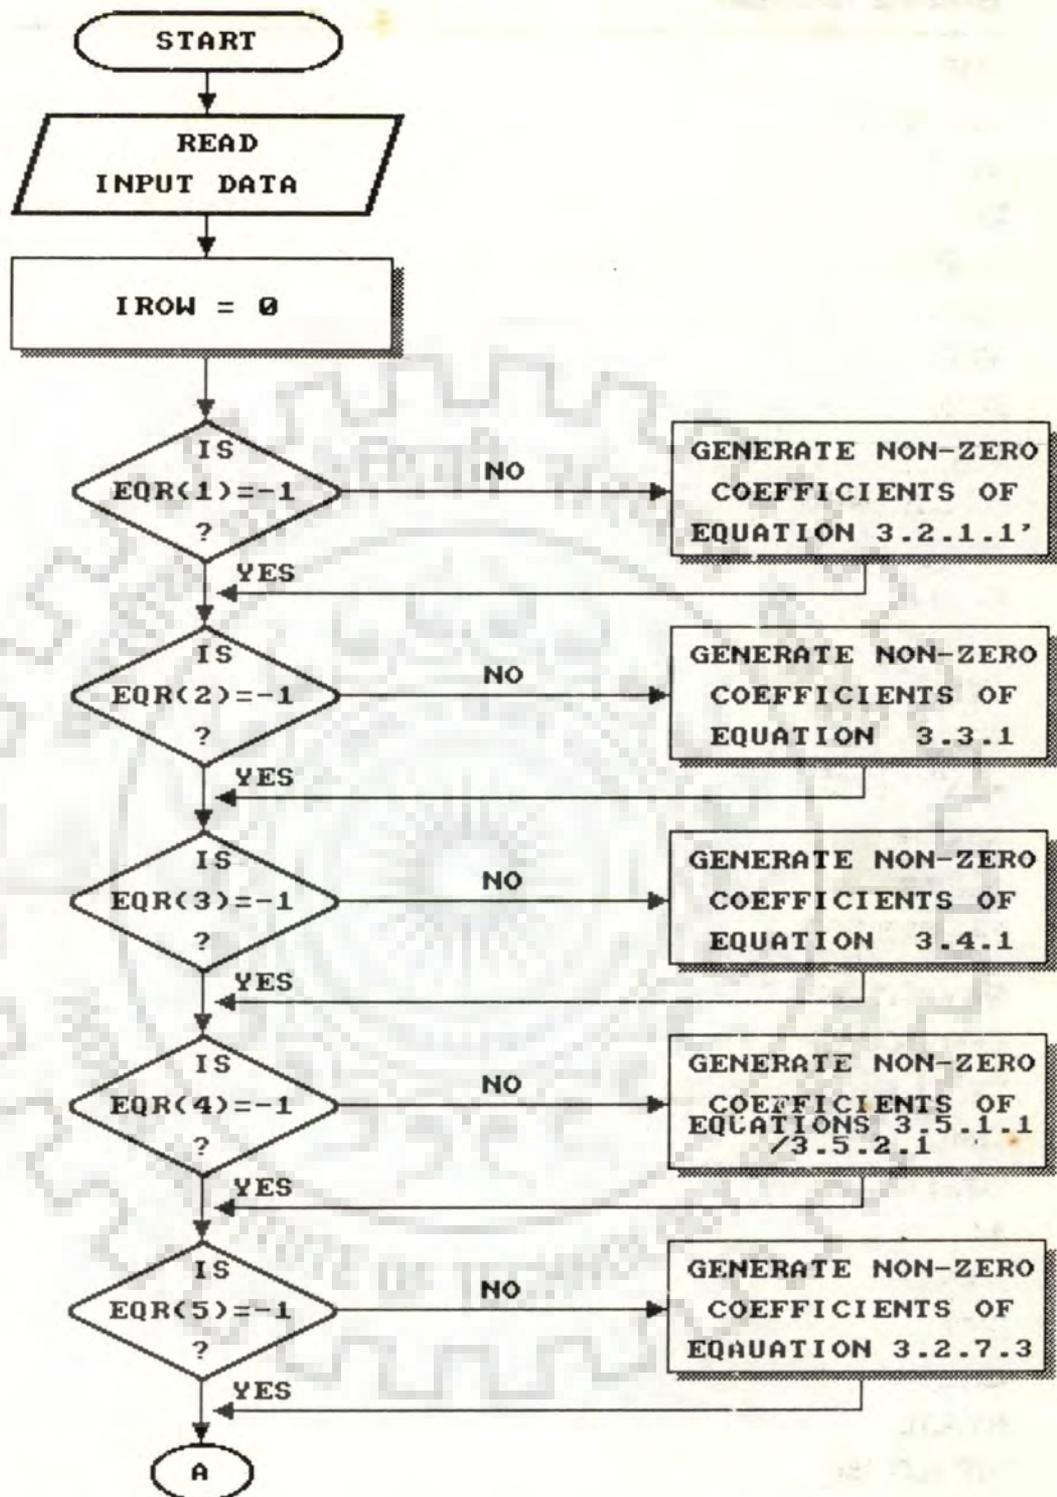 START
READ
INPUT DATA
IROW = 0
IS
EQR(1)=-1
?
NO
GENERATE NON-ZERO
COEFFICIENTS OF
EQUATION 3.2.1.1'
YES
IS
EQR(2)=-1
?
NO
GENERATE NON-ZERO
COEFFICIENTS OF
EQUATION 3.3.1
YES
IS
EQR(3)=-1
?
NO
GENERATE NON-ZERO
COEFFICIENTS OF
EQUATION 3.4.1
YES
IS
EQR(4)=-1
?
NO
GENERATE NON-ZERO
COEFFICIENTS OF
EQUATIONS 3.5.1.1
/3.5.2.1
YES
IS
EQR(5)=-1
?
NO
GENERATE NON-ZERO
COEFFICIENTS OF
EQAUATION 3.2.7.3
YES
A